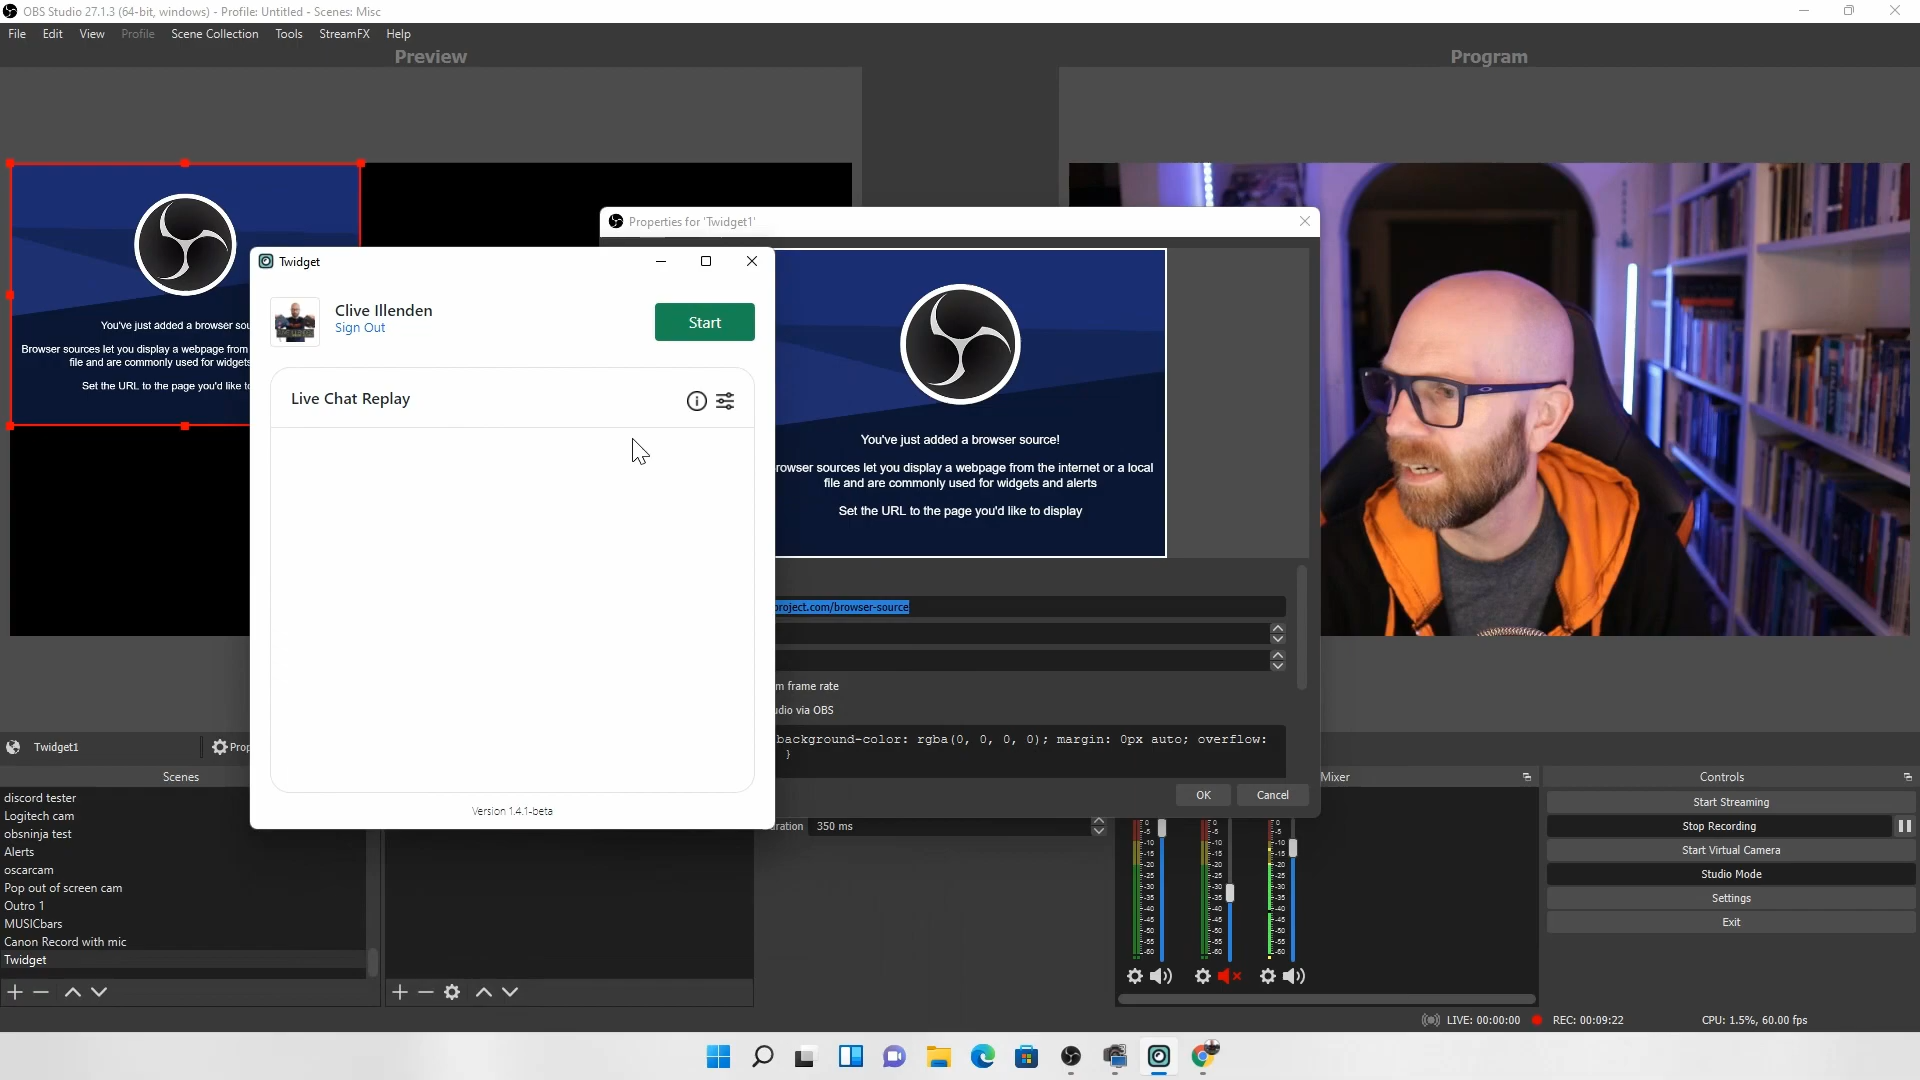 OBS Studio 27.1.3 (64-bit, windows) - Profile: Untitled - Scenes: Misc
File Edit View Profile Scene Collection Tools StreamFX Help
Preview
Program
You've just added a browser sou
Browser sources let you display a webpage from
file and are commonly used for widgets
Set the URL to the page you'd like to
Properties for 'Twidget1'
Twidget
Clive Illenden
Sign Out
Start
Live Chat Replay
Version 1.4.1-beta
You've just added a browser source!
rowser sources let you display a webpage from the internet or a local
file and are commonly used for widgets and alerts
Set the URL to the page you'd like to display
project.com/browser-source
m frame rate
udio via OBS
background-color: rgba(0, 0, 0, 0); margin: 0px auto; overflow:
}
OK Cancel
Twidget1
Prop
Scenes
discord tester
Logitech cam
obsninja test
Alerts
oscarcam
Pop out of screen cam
Outro 1
MUSICbars
Canon Record with mic
Twidget
uration 350 ms
Mixer
Controls
Start Streaming
Stop Recording
Start Virtual Camera
Studio Mode
Settings
Exit
LIVE: 00:00:00 REC: 00:09:22 CPU: 1.5%, 60.00 fps